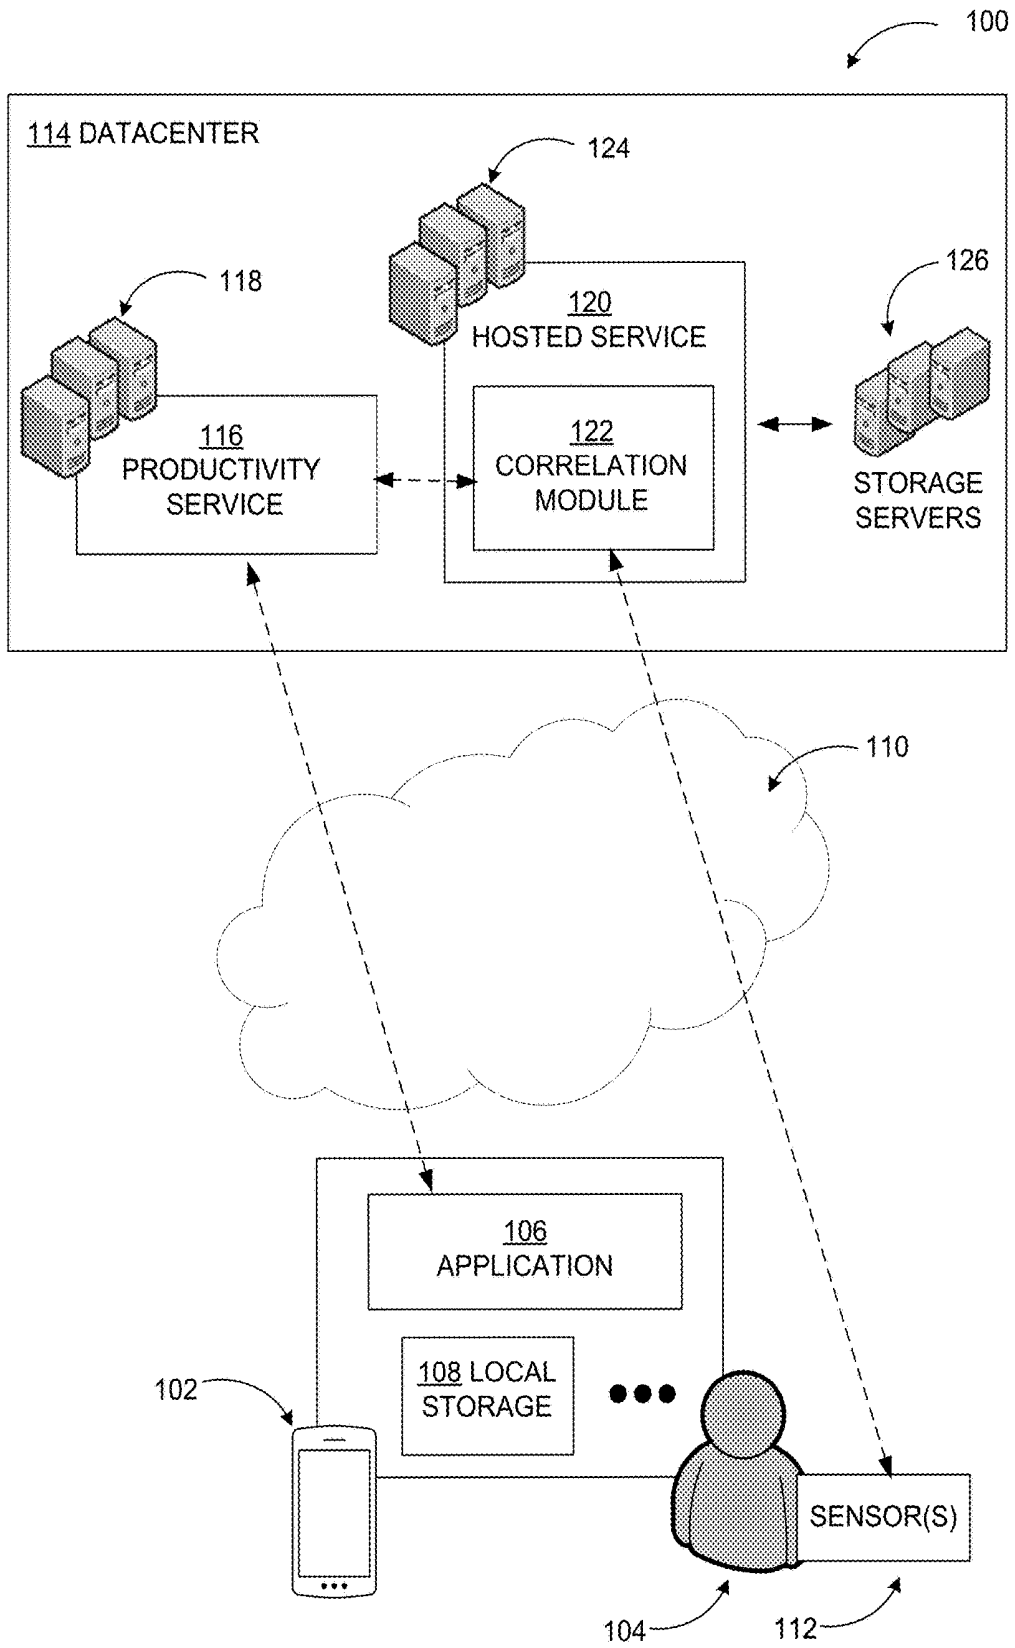 100
114 DATACENTER
124
118
126
120
HOSTED SERVICE
116
PRODUCTIVITY
SERVICE
122
CORRELATION
MODULE
STORAGE
SERVERS
110
106
APPLICATION
108 LOCAL
STORAGE
102
SENSOR(S)
104
112